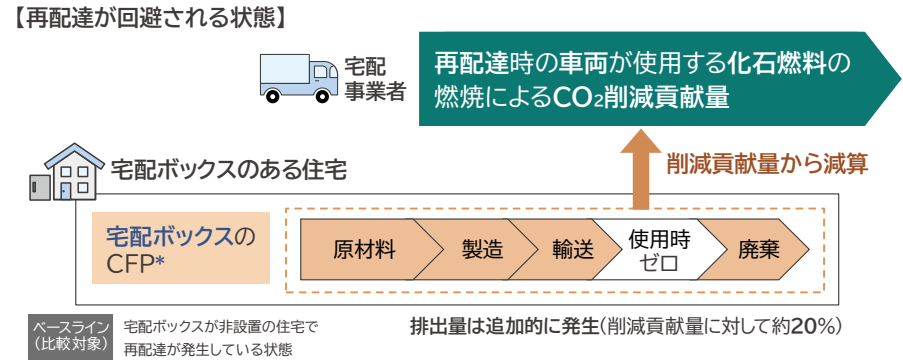 【再配達が回避される状態】
宅配
事業者
再配達時の車両が使用する化石燃料の
燃焼によるCO₂削減貢献量
削減貢献量から減算
宅配ボックスのある住宅
宅配ボックスの
CFP*
原材料
製造
輸送
使用時
ゼロ
廃棄
排出量は追加的に発生(削減貢献量に対して約20%)
ベースライン
(比較対象)
宅配ボックスが非設置の住宅で
再配達が発生している状態